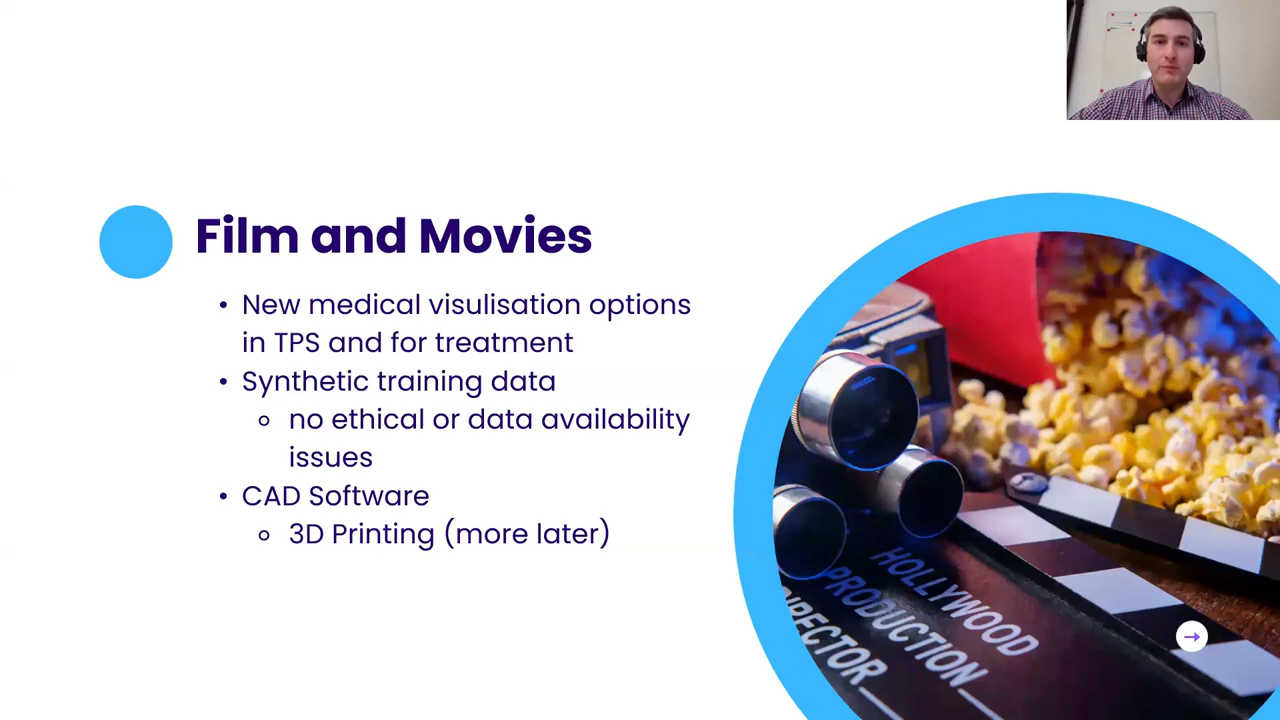 Film and Movies
• New medical visulisation options
in TPS and for treatment
• Synthetic training data
◦ no ethical or data availability
issues
• CAD Software
◦ 3D Printing (more later)
HOLLYWOOD
PRODUCTION
DIRECTOR